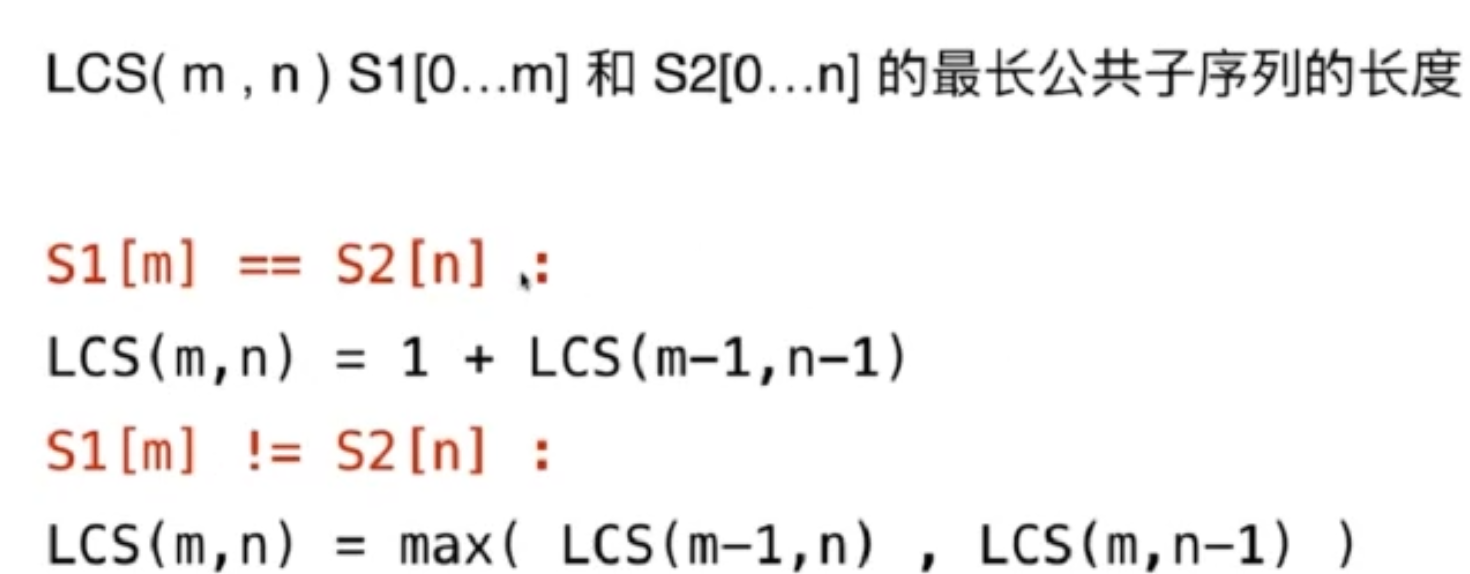 LCS( m , n ) S1[0...m] 和 S2[0...n] 的最长公共子序列的长度
S1[m] == S2[n] :
LCS(m,n) = 1 + LCS(m-1,n-1)
S1[m] != S2[n] :
LCS(m,n) = max( LCS(m-1,n) , LCS(m,n-1) )